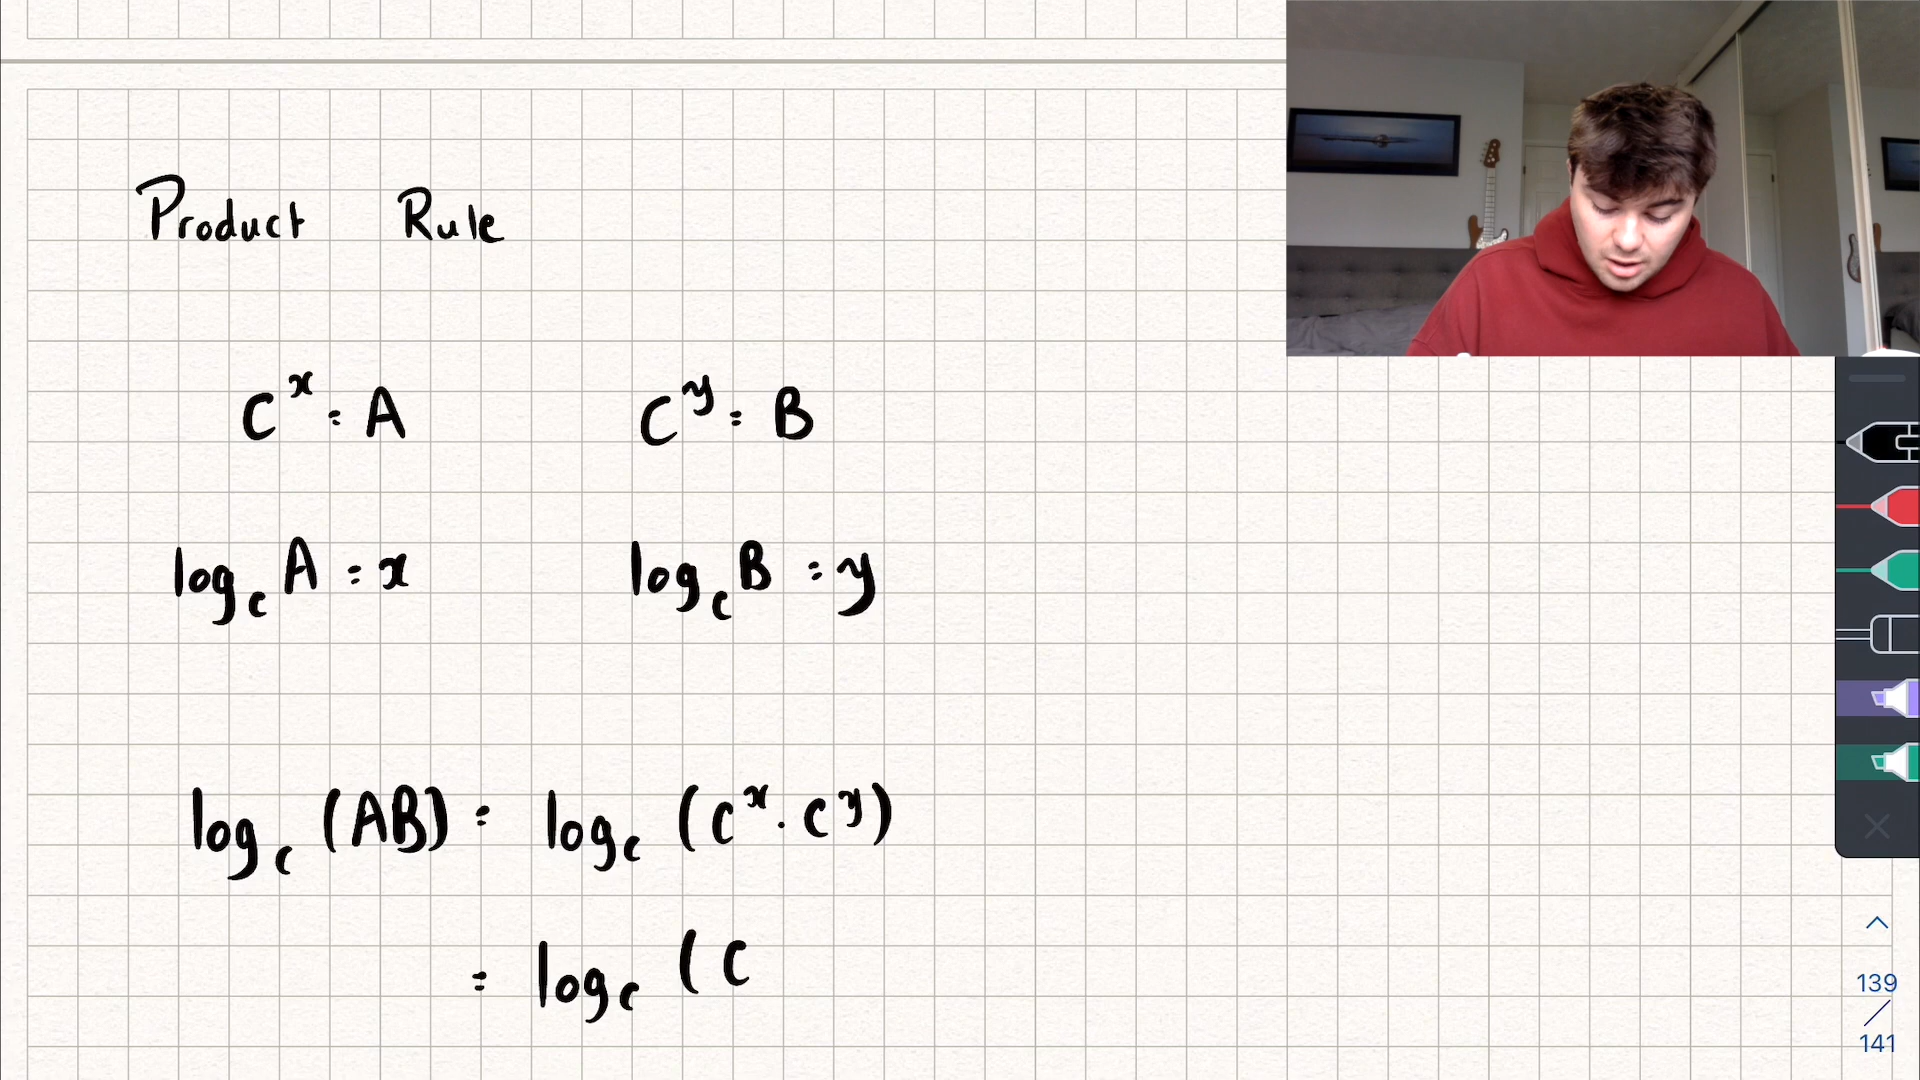 Product Rule
C^x = A    C^y = B
log_c A = x    log_c B = y
log_c (AB) = log_c (C^x . C^y)
= log_c (C
139
/
141